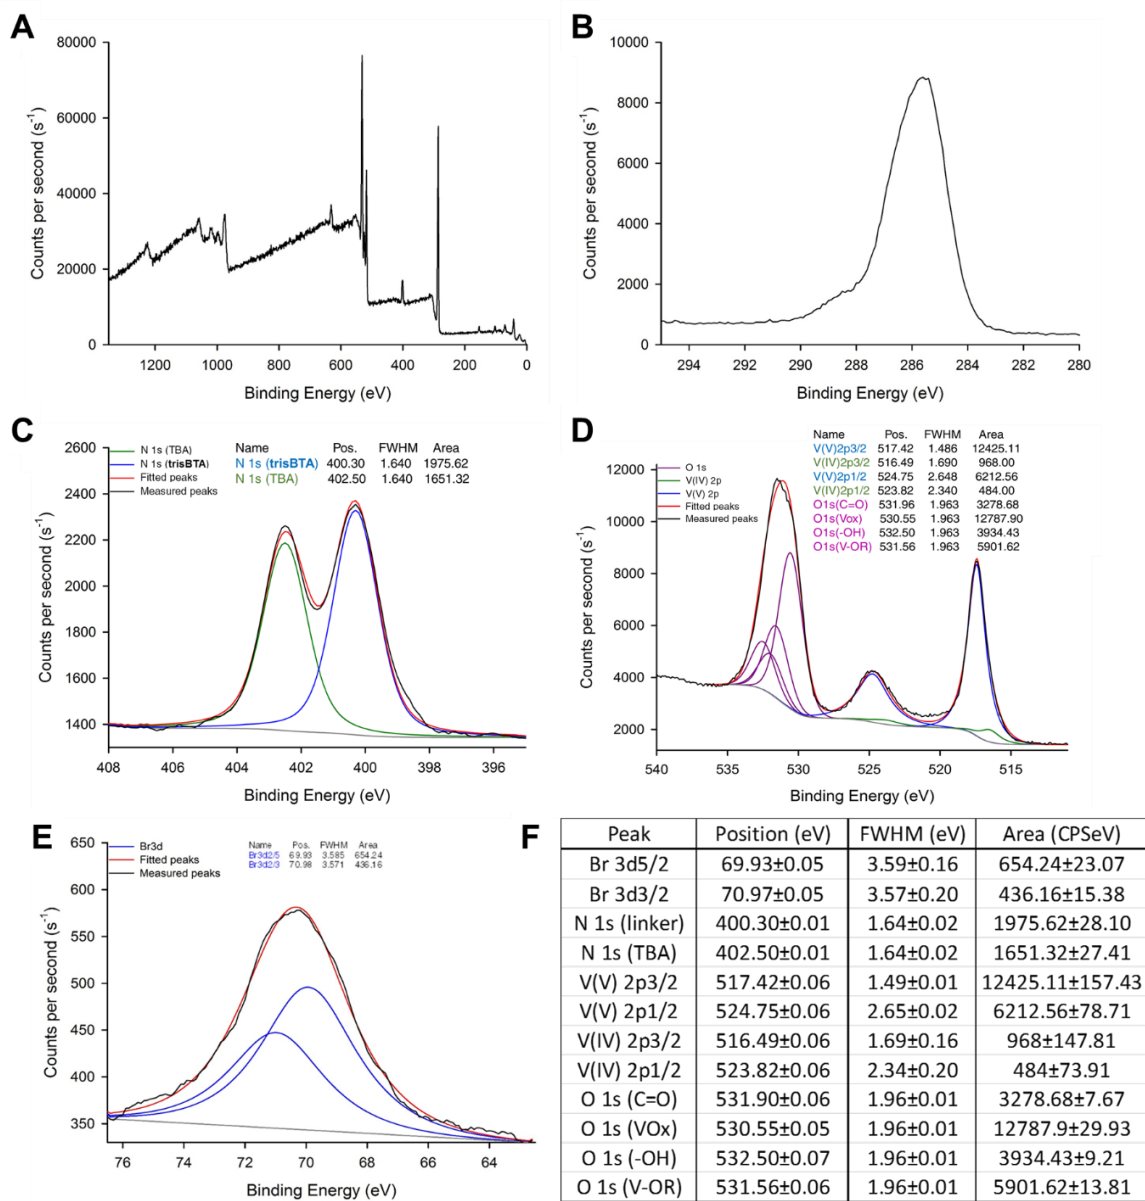 A
Counts per second (s-1)
80000
60000
40000
20000
0
1200 1000 800 600 400 200 0
Binding Energy (eV)
B
Counts per second (s-1)
10000
8000
6000
4000
2000
0
294 292 290 288 286 284 282 280
Binding Energy (eV)
C
N 1s (TBA)
N 1s (trisBTA)
Fitted peaks
Measured peaks
Name Pos. FWHM Area
N 1s (trisBTA) 400.30 1.640 1975.62
N 1s (TBA) 402.50 1.640 1651.32
Counts per second (s-1)
2600
2400
2200
2000
1800
1600
1400
408 406 404 402 400 398 396
Binding Energy (eV)
D
Name Pos. FWHM Area
V(V)2p3/2 517.42 1.486 12425.11
V(IV)2p3/2 516.49 1.690 968.00
V(V)2p1/2 524.75 2.648 6212.56
V(IV)2p1/2 523.82 2.340 484.00
O1s(C=O) 531.96 1.963 3278.68
O1s(Vox) 530.55 1.963 12787.90
O1s(-OH) 532.50 1.963 3934.43
O1s(V-OR) 531.56 1.963 5901.62
O 1s
V(IV) 2p
V(V) 2p
Fitted peaks
Measured peaks
Counts per second (s-1)
12000
10000
8000
6000
4000
2000
540 535 530 525 520 515
Binding Energy (eV)
E
Br3d
Fitted peaks
Measured peaks
Name Pos. FWHM Area
Br3d2/5 69.93 3.585 654.24
Br3d2/3 70.98 3.571 436.16
Counts per second (s-1)
650
600
550
500
450
400
350
76 74 72 70 68 66 64
Binding Energy (eV)
F
Peak Position (eV) FWHM (eV) Area (CPSeV)
Br 3d5/2 69.93±0.05 3.59±0.16 654.24±23.07
Br 3d3/2 70.97±0.05 3.57±0.20 436.16±15.38
N 1s (linker) 400.30±0.01 1.64±0.02 1975.62±28.10
N 1s (TBA) 402.50±0.01 1.64±0.02 1651.32±27.41
V(V) 2p3/2 517.42±0.06 1.49±0.01 12425.11±157.43
V(V) 2p1/2 524.75±0.06 2.65±0.02 6212.56±78.71
V(IV) 2p3/2 516.49±0.06 1.69±0.16 968±147.81
V(IV) 2p1/2 523.82±0.06 2.34±0.20 484±73.91
O 1s (C=O) 531.90±0.06 1.96±0.01 3278.68±7.67
O 1s (VOx) 530.55±0.05 1.96±0.01 12787.9±29.93
O 1s (-OH) 532.50±0.07 1.96±0.01 3934.43±9.21
O 1s (V-OR) 531.56±0.06 1.96±0.01 5901.62±13.81